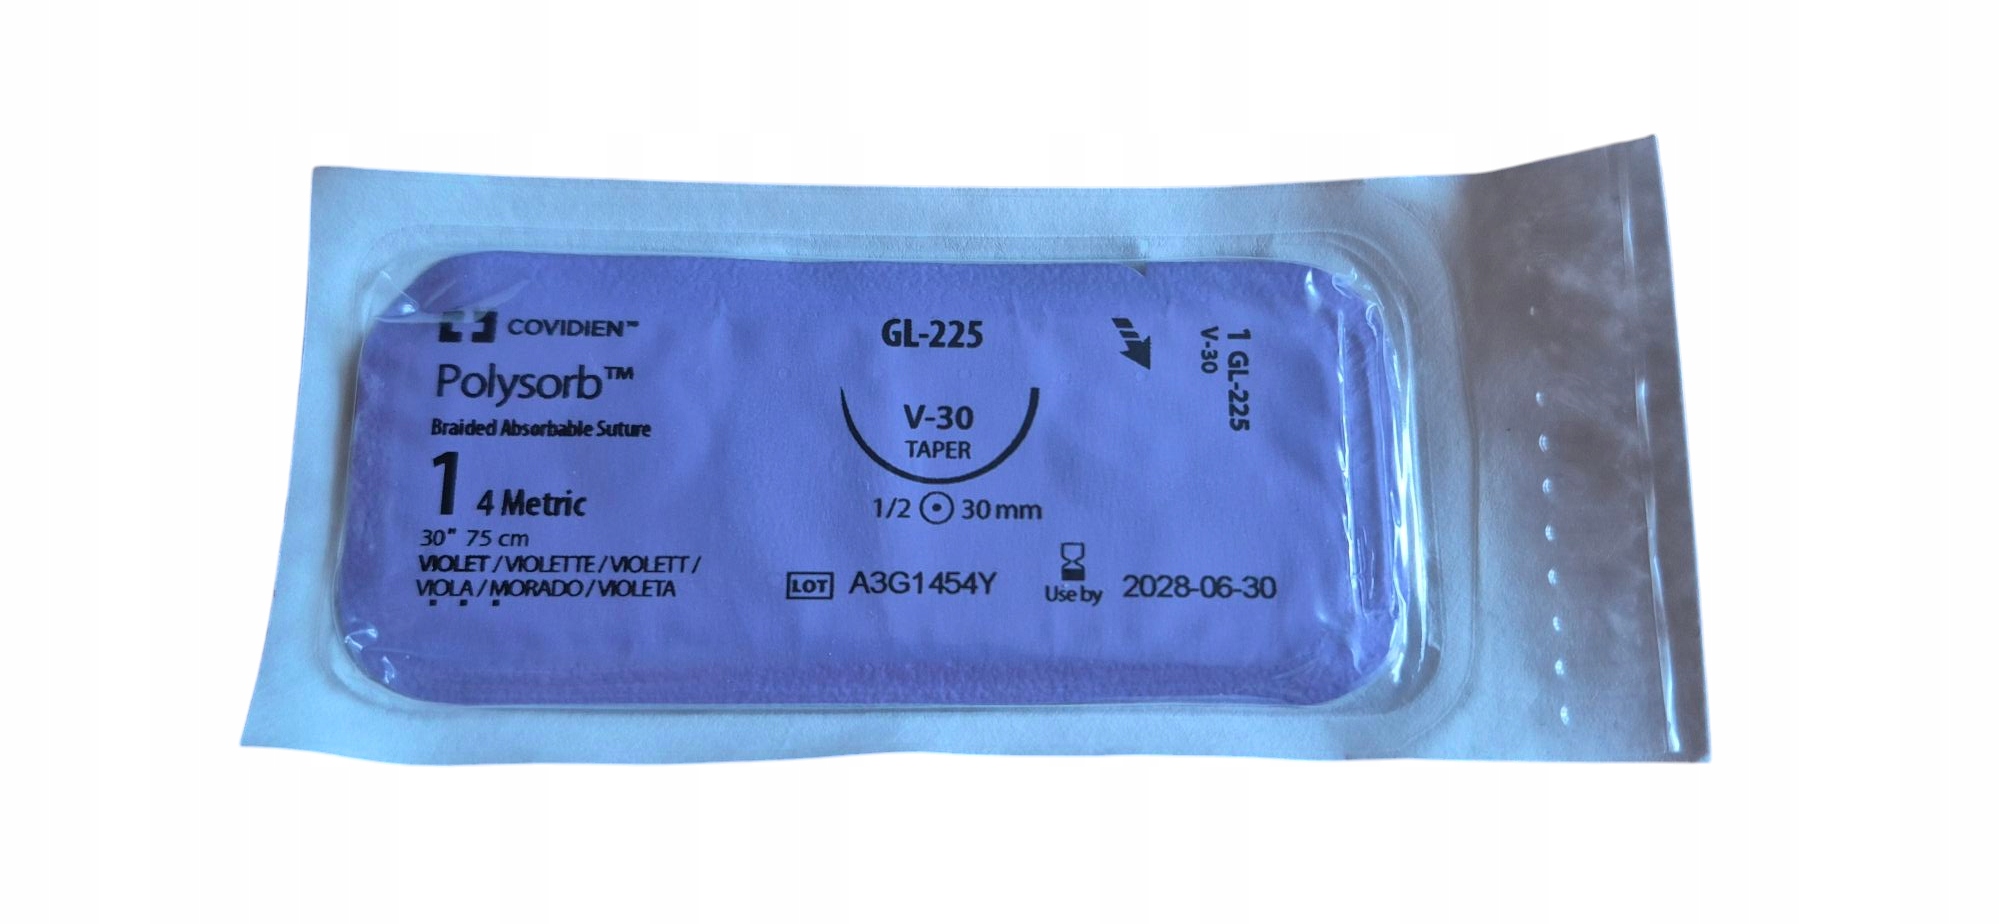 COVIDIEN™
Polysorb™
Braided Absorbable Suture
1 4 Metric
30" 75 cm
VIOLET / VIOLETTE / VIOLETT /
VIOLA / MORADO / VIOLETA
GL-225
V-30
TAPER
1/2 30 mm
LOT A3G1454Y
Use by 2028-06-30
1 GL-225
V-30